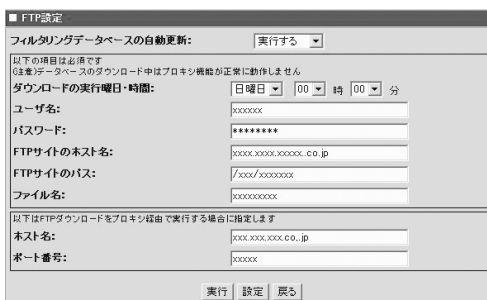 ■ FTP設定
フィルタリングデータベースの自動更新: 実行する
以下の項目は必須です
(注意)データベースのダウンロード中はプロキシ機能が正常に動作しません
ダウンロードの実行曜日・時間: 日曜日 00 時 00 分
ユーザ名: xxxxxx
パスワード: ********
FTPサイトのホスト名: xxxx.xxxx.xxxxx..co.jp
FTPサイトのパス: /xxx/xxxxxxx
ファイル名: xxxxxxxxx
以下はFTPダウンロードをプロキシ経由で実行する場合に指定します
ホスト名: xxx.xxx.xxx.co,.jp
ポート番号: xxxxx
実行 設定 戻る